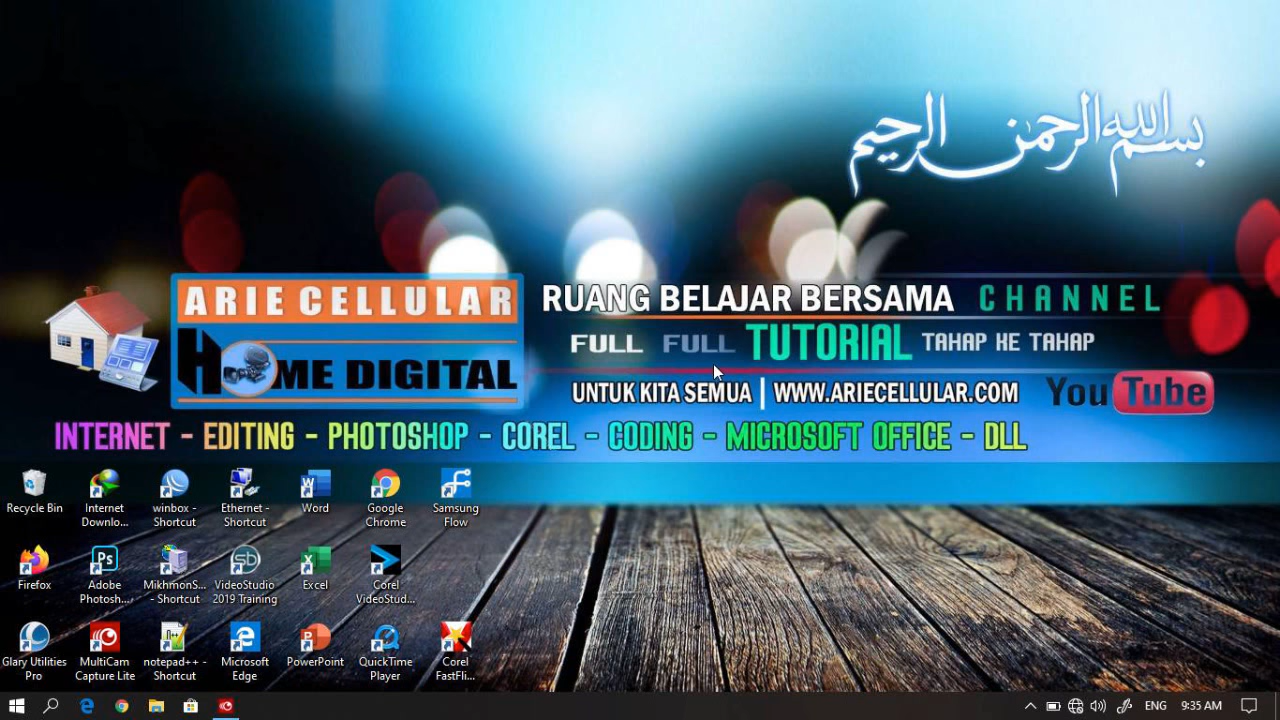 بسم الله الرحمن الرحيم
ARIE CELLULAR
HOME DIGITAL
RUANG BELAJAR BERSAMA CHANNEL
FULL FULL TUTORIAL TAHAP KE TAHAP
UNTUK KITA SEMUA | WWW.ARIECELLULAR.COM
YouTube
INTERNET - EDITING - PHOTOSHOP - COREL - CODING - MICROSOFT OFFICE - DLL
Recycle Bin
Internet
Downlo...
winbox -
Shortcut
Ethernet -
Shortcut
W
Word
Google
Chrome
Samsung
Flow
Firefox
Ps
Adobe
Photosh...
MikhmonS...
- Shortcut
VideoStudio
2019 Training
X
Excel
Corel
VideoStud...
Glary Utilities
Pro
MultiCam
Capture Lite
notepad++ -
Shortcut
Microsoft
Edge
P
PowerPoint
QuickTime
Player
Corel
FastFli...
ENG
9:35 AM